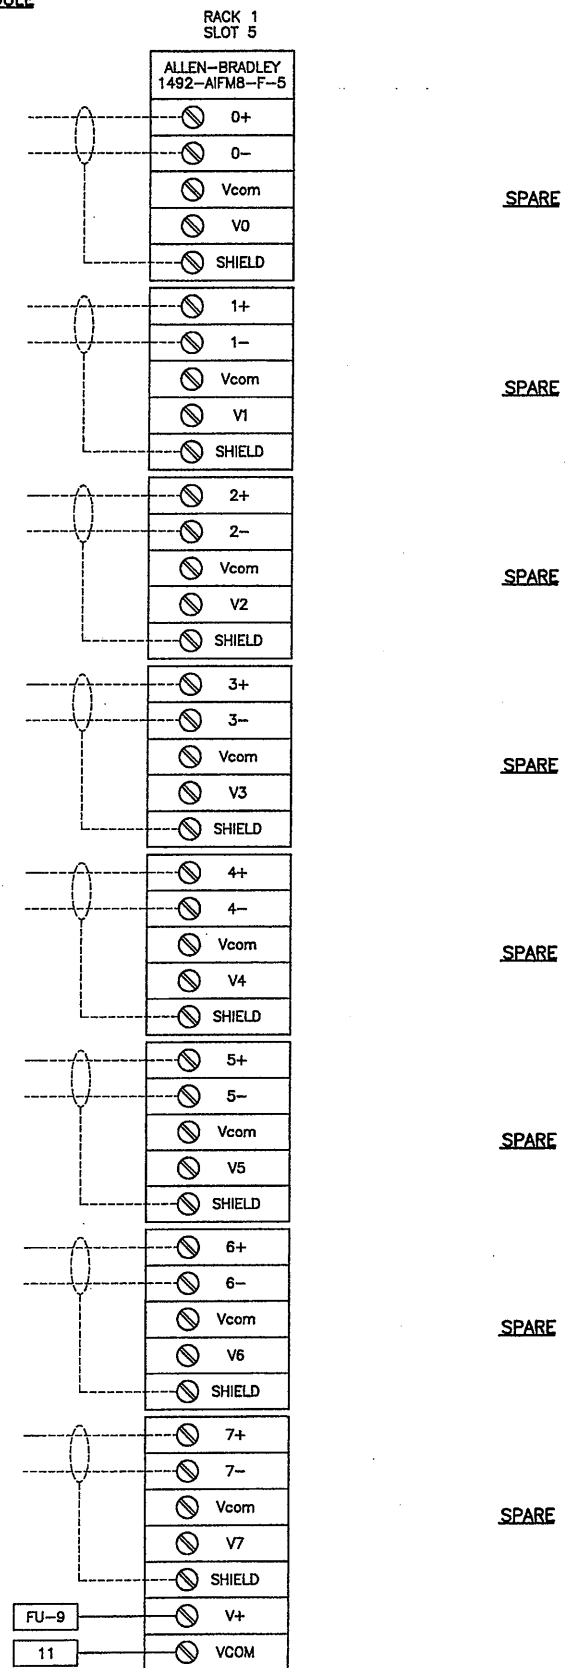 RACK 1
SLOT 5
ALLEN-BRADLEY
1492-AIFM8-F-5
0+
0-
Vcom
SPARE
V0
SHIELD
1+
1-
Vcom
SPARE
V1
SHIELD
2+
2-
Vcom
SPARE
V2
SHIELD
3+
3-
Vcom
SPARE
V3
SHIELD
4+
4-
Vcom
SPARE
V4
SHIELD
5+
5-
Vcom
SPARE
V5
SHIELD
6+
6-
Vcom
SPARE
V6
SHIELD
7+
7-
Vcom
SPARE
V7
SHIELD
FU-9 V+
11 VCOM